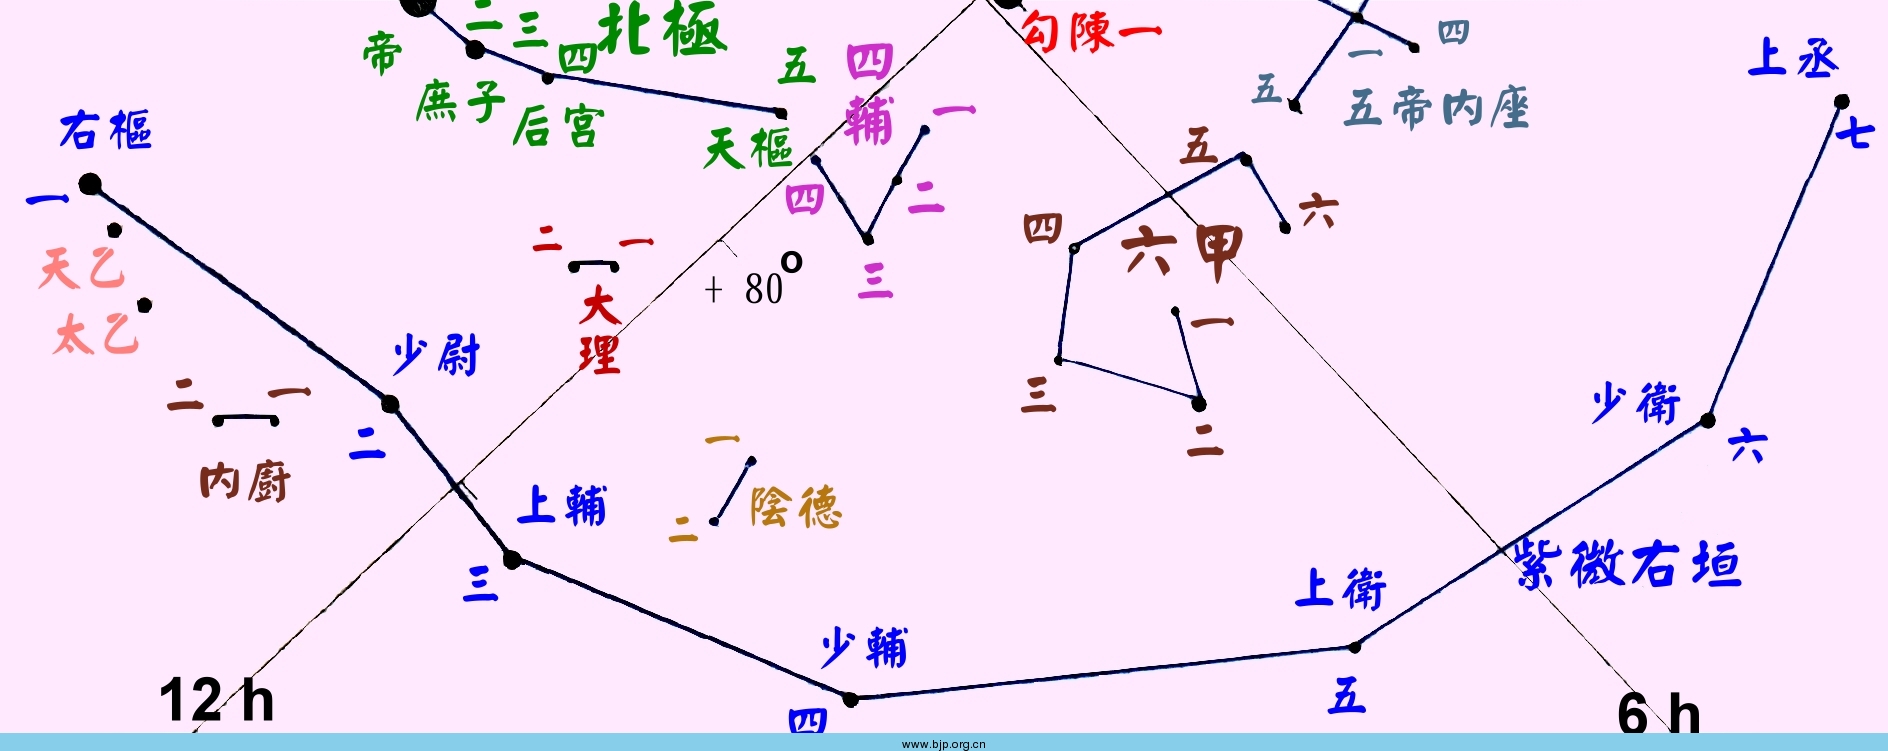 二 三 四 北極
勾陳一
四
帝
一
上丞
五
四輔
五
庶子
后宮
一
五帝内座
七
右樞
天樞
五
一
四
二
六
二 一
四
六甲
天乙
三
+ 80°
大理
太乙
一
少尉
二 一
三
少衛
二
一
二
六
内廚
陰德
上輔
二
三
紫微右垣
上衛
少輔
五
12 h
四
6 h
www.bjp.org.cn